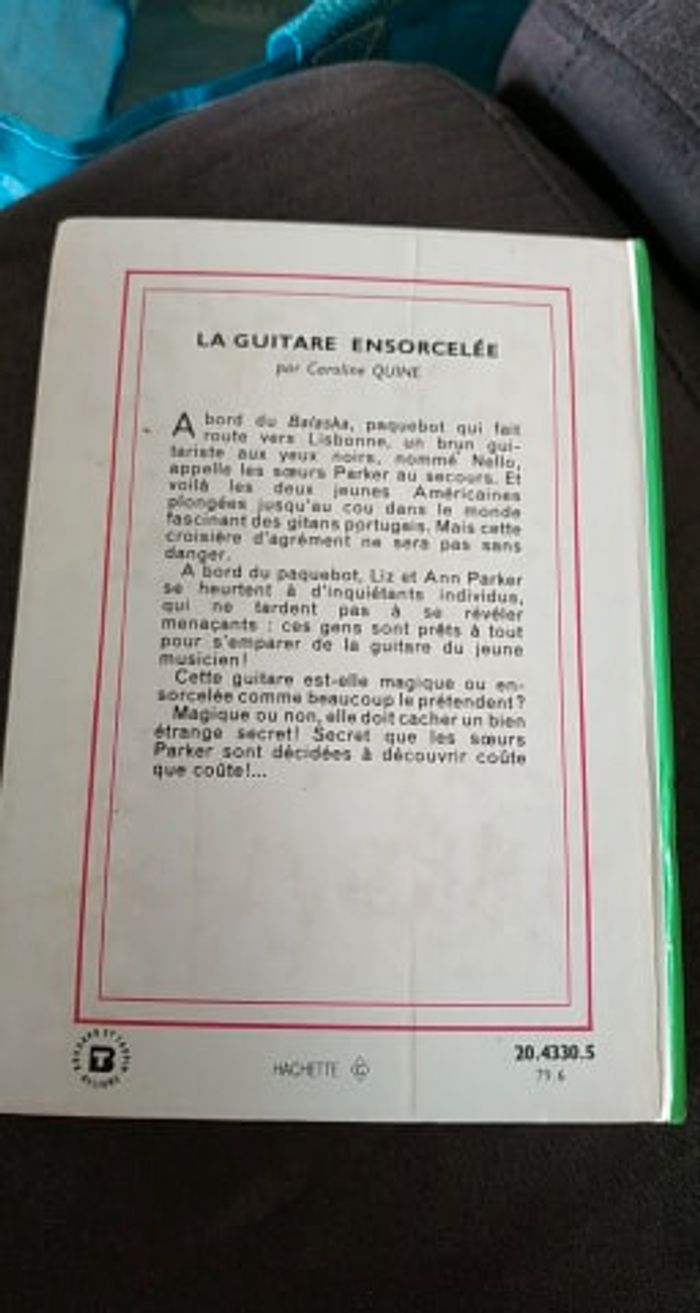 LA GUITARE ENSORCELÉE
par Caroline QUINE
A bord du Balaska, paquebot qui fait
route vers Lisbonne, un brun gui-
tariste aux yeux noirs, nommé Nello,
appelle les sœurs Parker au secours. Et
voilà les deux jeunes Américaines
plongées jusqu'au cou dans le monde
fascinant des gitans portugais. Mais cette
croisière d'agrément ne sera pas sans
danger.
A bord du paquebot, Liz et Ann Parker
se heurtent à d'inquiétants individus,
qui ne tardent pas à se révéler
menaçants : ces gens sont prêts à tout
pour s'emparer de la guitare du jeune
musicien!
Cette guitare est-elle magique ou en-
sorcelée comme beaucoup le prétendent?
Magique ou non, elle doit cacher un bien
étrange secret! Secret que les sœurs
Parker sont décidées à découvrir coûte
que coûte!...
HACHETTE
20.4330.5